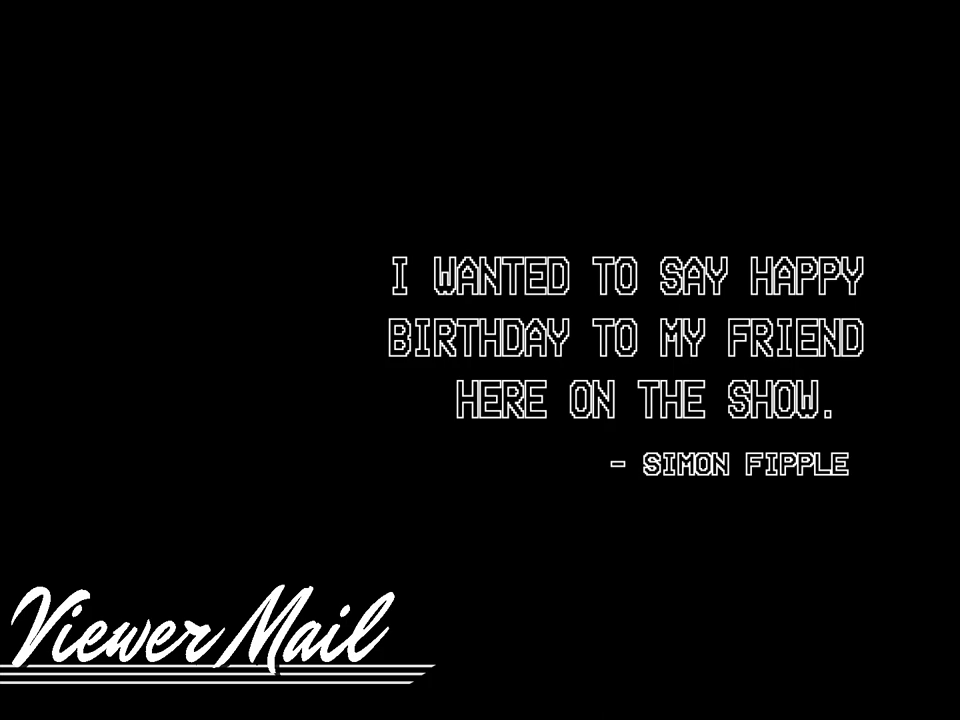 I WANTED TO SAY HAPPY
BIRTHDAY TO MY FRIEND
HERE ON THE SHOW.
- SIMON FIPPLE
Viewer Mail